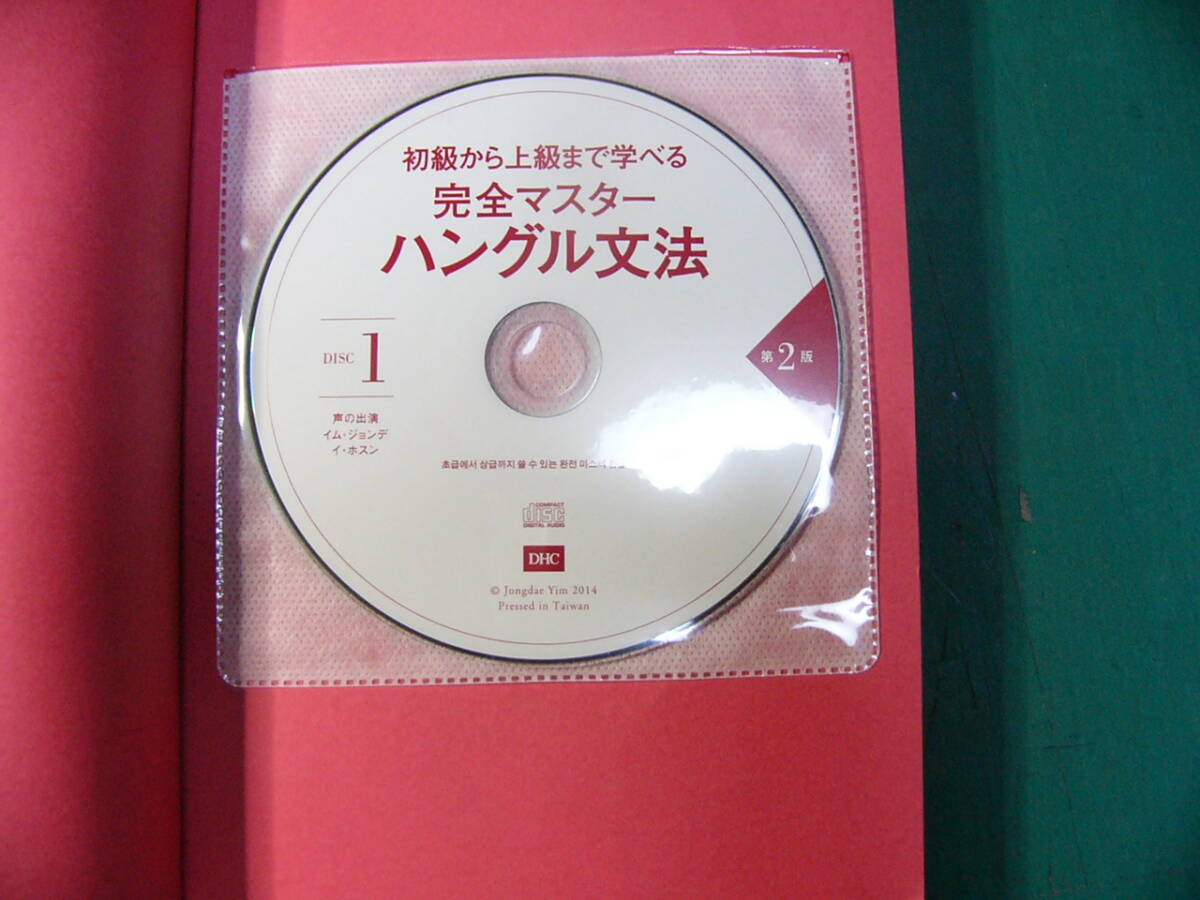 初級から上級まで学べる
完全マスター
ハングル文法
DISC 1
第2版
声の出演
イム・ジョンデ
イ・ホスン
초급에서 상급까지 쓸 수 있는 완전
COMPACT
disc
DIGITAL AUDIO
DHC
© Jongdae Yim 2014
Pressed in Taiwan